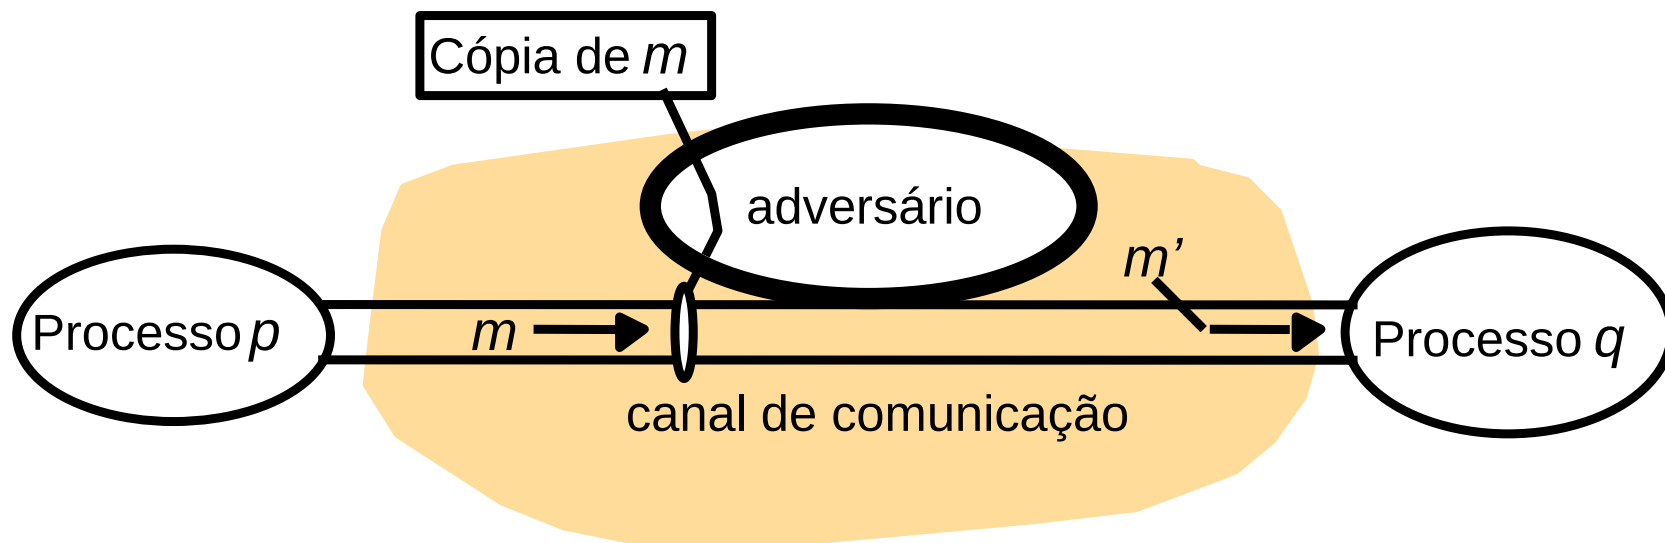 Cópia de m
adversário
m’
Processo p
m
Processo q
canal de comunicação